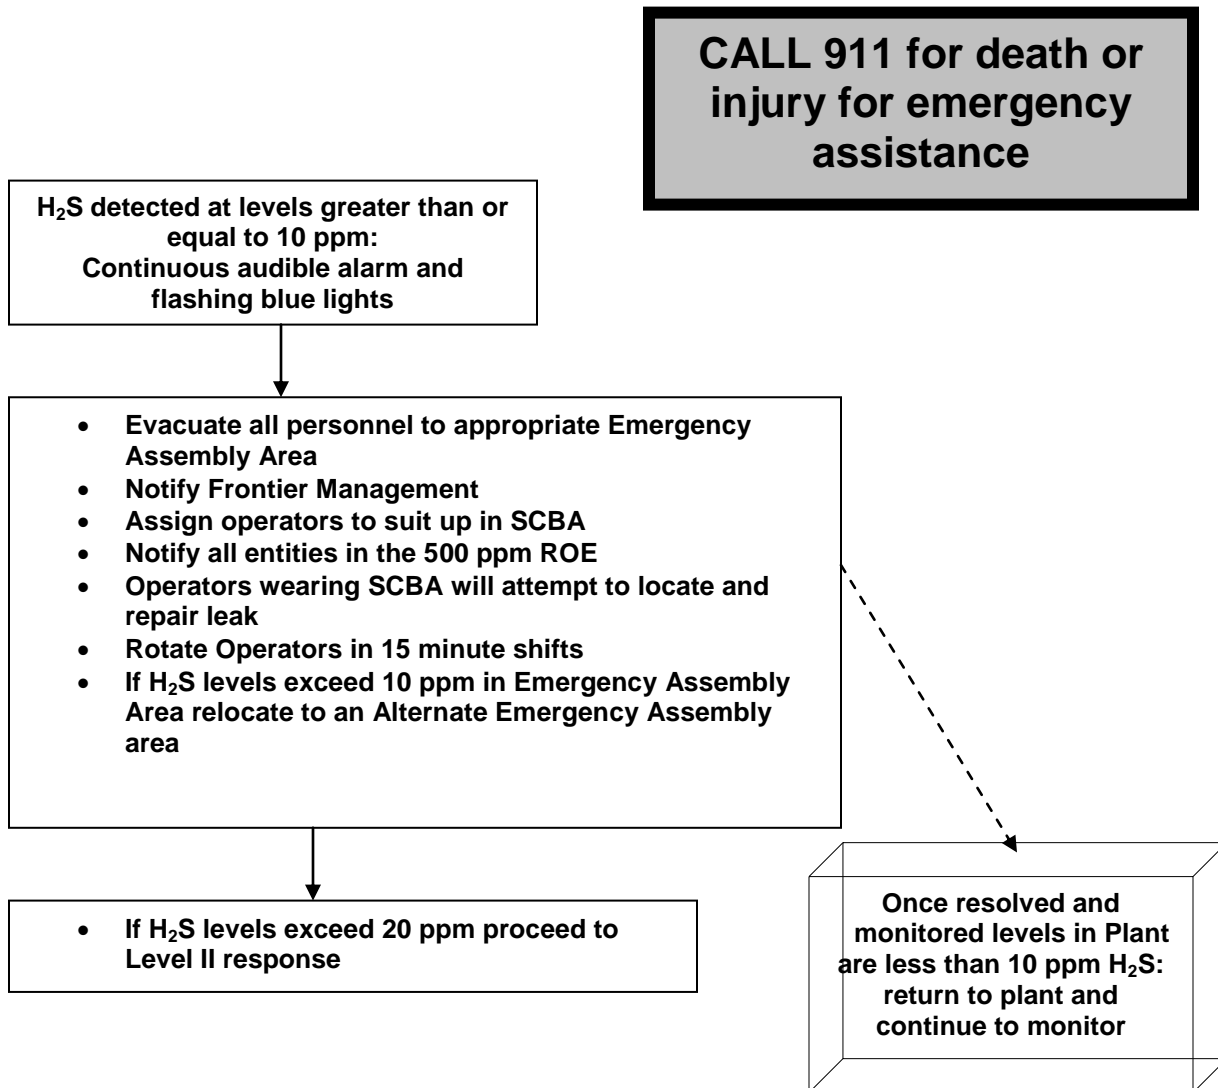 CALL 911 for death or
injury for emergency
assistance
H₂S detected at levels greater than or
equal to 10 ppm:
Continuous audible alarm and
flashing blue lights
• Evacuate all personnel to appropriate Emergency
Assembly Area
• Notify Frontier Management
• Assign operators to suit up in SCBA
• Notify all entities in the 500 ppm ROE
• Operators wearing SCBA will attempt to locate and
repair leak
• Rotate Operators in 15 minute shifts
• If H₂S levels exceed 10 ppm in Emergency Assembly
Area relocate to an Alternate Emergency Assembly
area
• If H₂S levels exceed 20 ppm proceed to
Level II response
Once resolved and
monitored levels in Plant
are less than 10 ppm H₂S:
return to plant and
continue to monitor